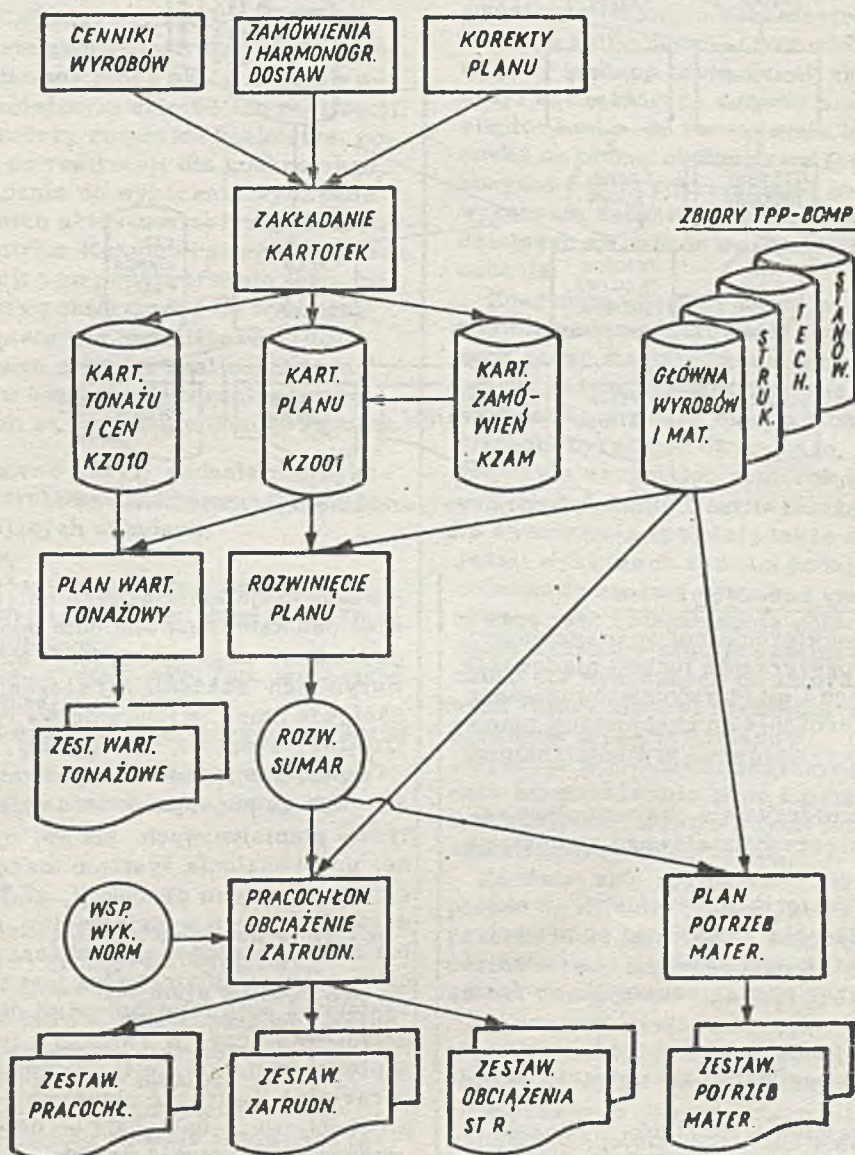 CENNIKI
WYROBÓW
ZAMÓWIENIA
I HARMONOGR.
DOSTAW
KOREKTY
PLANU
ZAKŁADANIE
KARTOTEK
ZBIORY TPP-BOMP
KART.
TONAŻU
I CEN
KZ010
KART.
PLANU
KZ001
KART.
ZAMÓ-
WIEŃ
KZAM
GŁÓWNA
WYROBÓW
I MAT.
STRUK.
TECH.
STANOW.
PLAN WART.
TONAŻOWY
ROZWINIĘCIE
PLANU
ZEST. WART.
TONAŻOWE
ROZW.
SUMAR
WSP.
WYK.
NORM
PRACOCHŁON.
OBCIĄŻENIE
I ZATRUDN.
PLAN
POTRZEB
MATER.
ZESTAW.
PRACOCHŁ.
ZESTAW.
ZATRUDN.
ZESTAW.
OBCIĄŻENIA
ST R.
ZESTAW.
POTRZEB
MATER.